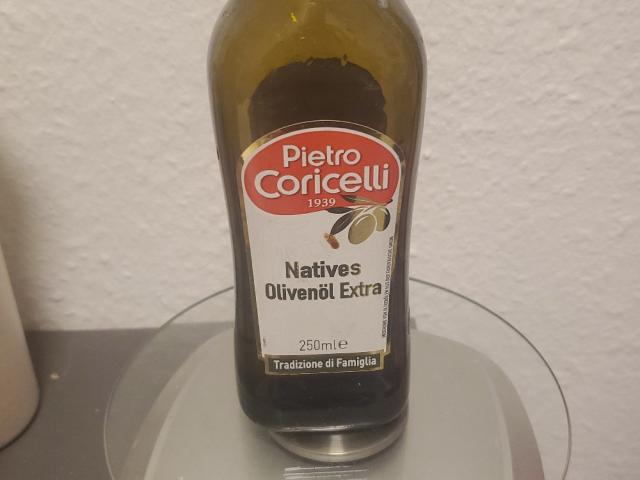 Pietro
Coricelli
1939
Natives
Olivenöl Extra
250ml℮
Tradizione di Famiglia